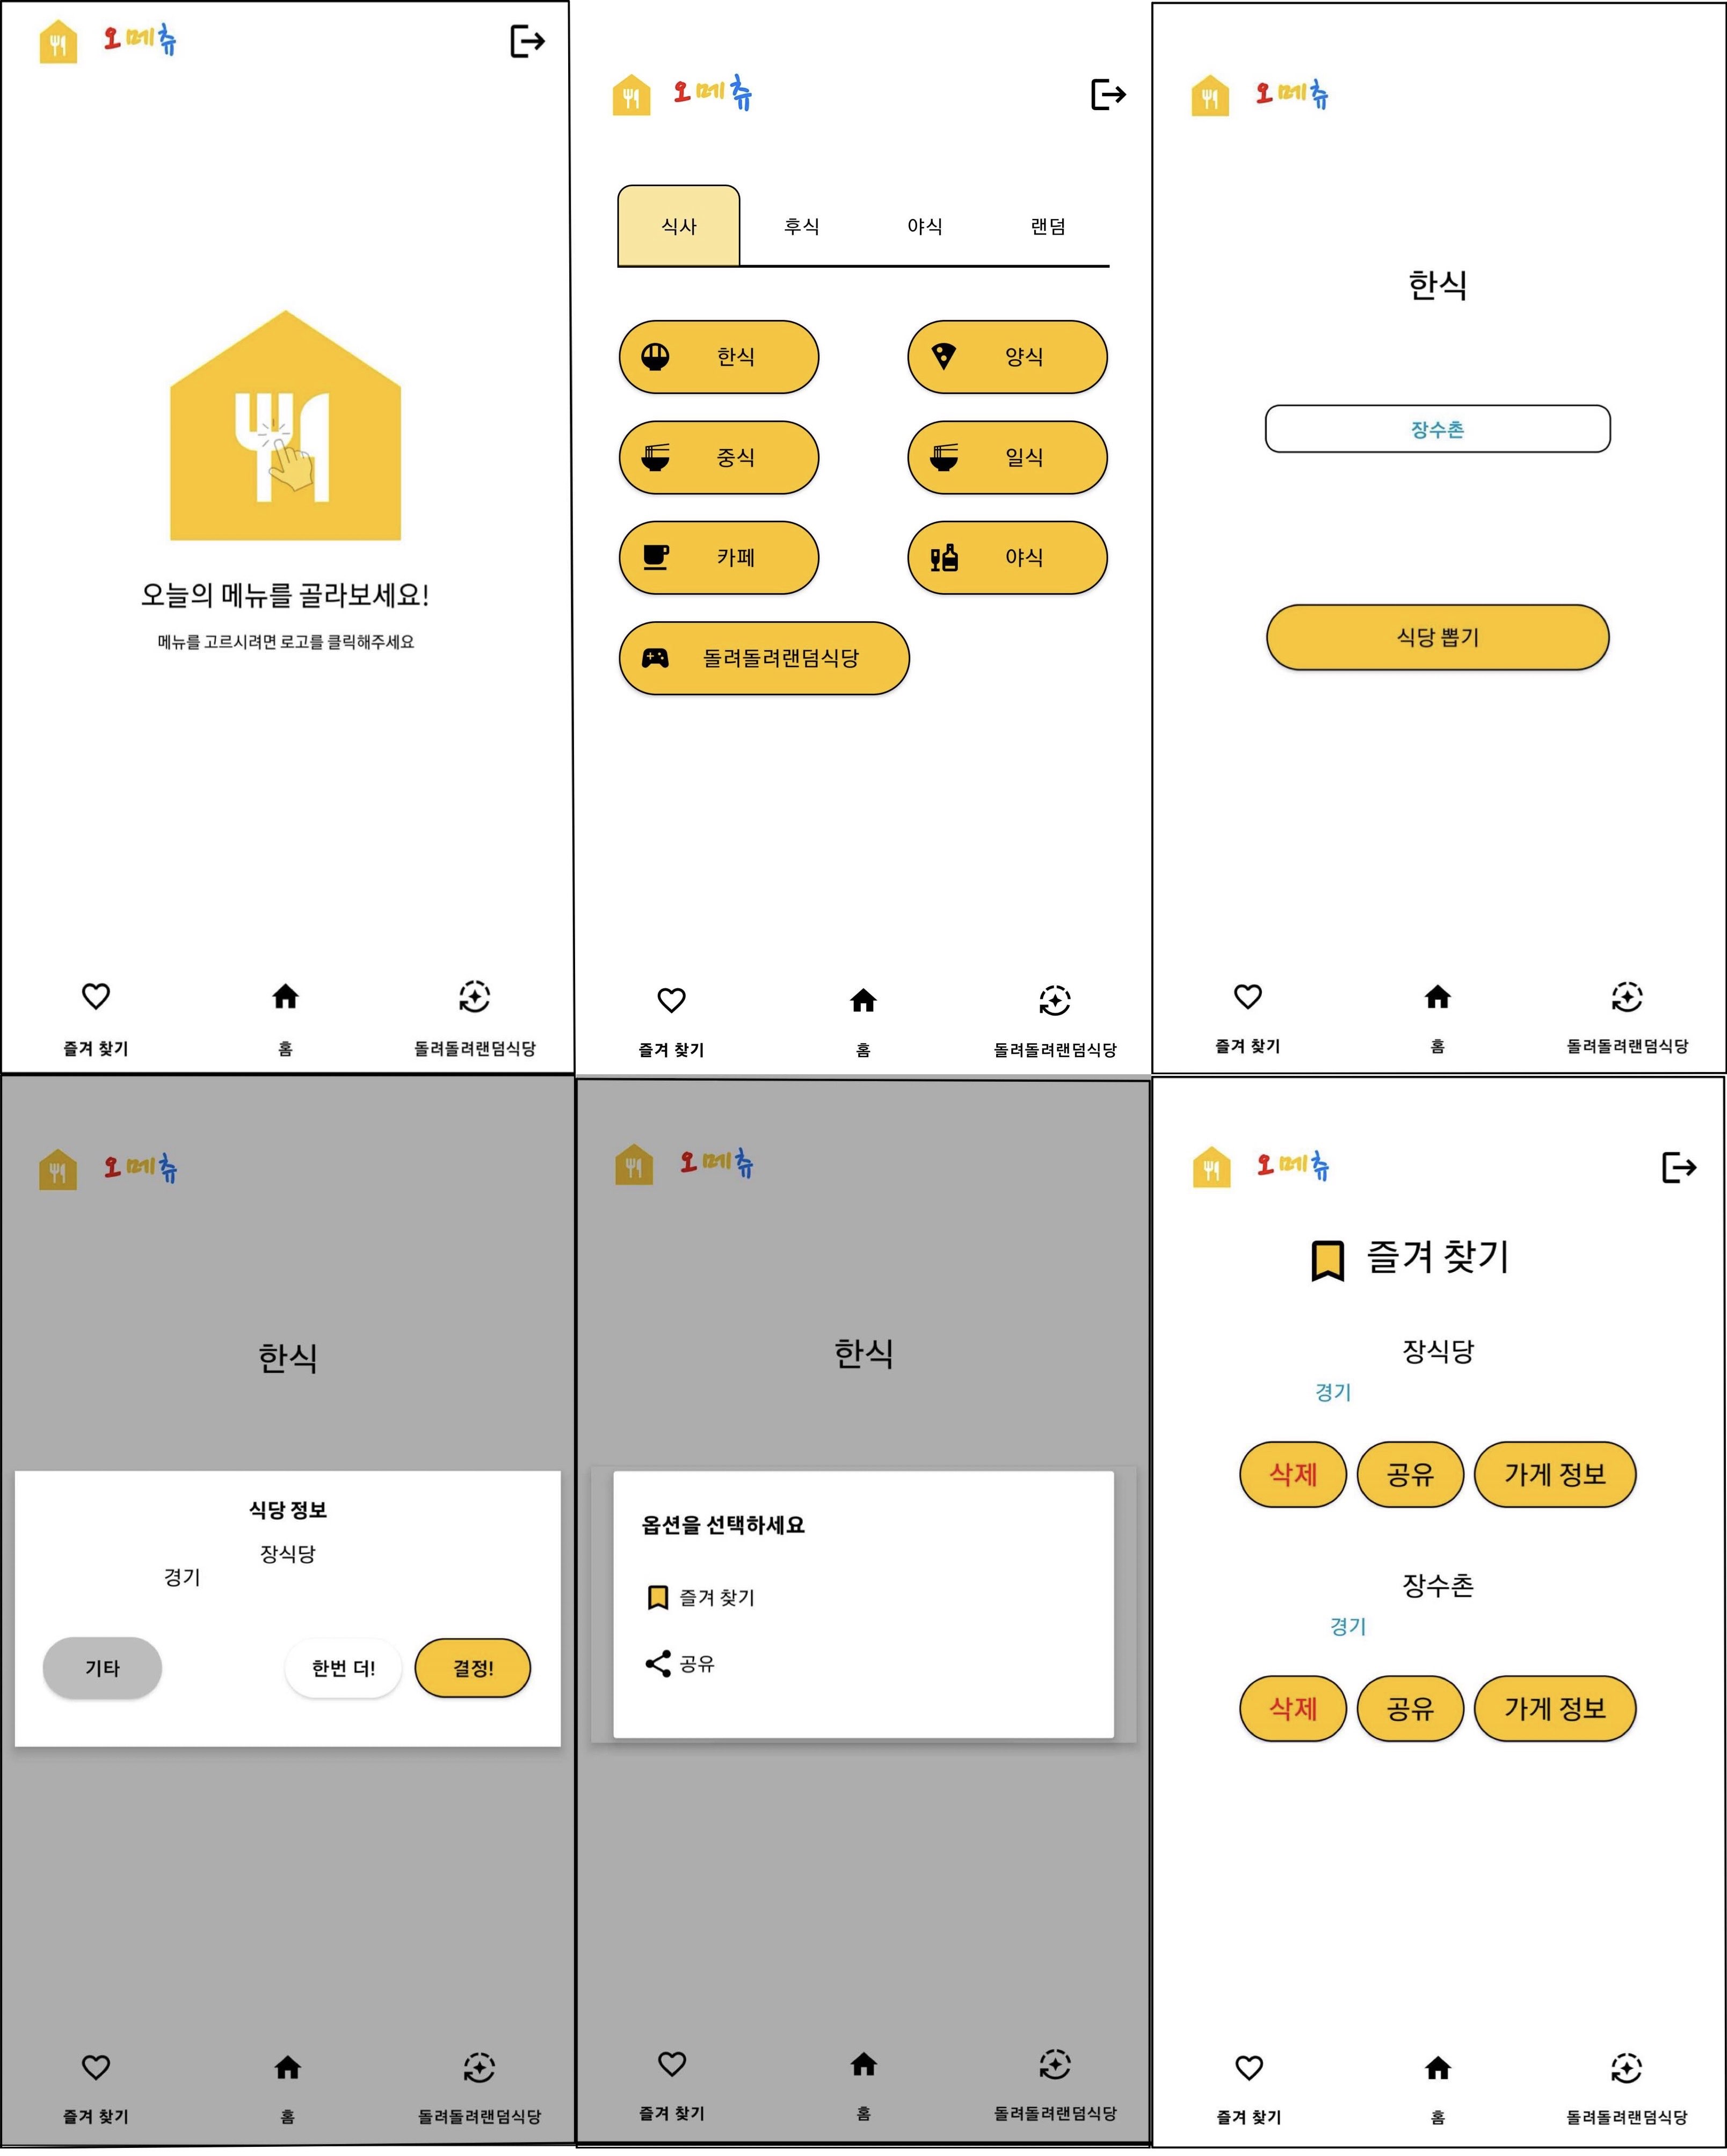 오메츄
오늘의 메뉴를 골라보세요!
메뉴를 고르시려면 로고를 클릭해주세요
즐겨 찾기 홈 돌려돌려랜덤식당
오메츄
식사 후식 야식 랜덤
한식 양식
중식 일식
카페 야식
돌려돌려랜덤식당
즐겨 찾기 홈 돌려돌려랜덤식당
오메츄
한식
장수촌
식당 뽑기
즐겨 찾기 홈 돌려돌려랜덤식당
오메츄
한식
식당 정보
장식당
경기
기타 한번 더! 결정!
즐겨 찾기 홈 돌려돌려랜덤식당
오메츄
한식
옵션을 선택하세요
즐겨 찾기
공유
즐겨 찾기 홈 돌려돌려랜덤식당
오메츄
즐겨 찾기
장식당
경기
삭제 공유 가게 정보
장수촌
경기
삭제 공유 가게 정보
즐겨 찾기 홈 돌려돌려랜덤식당